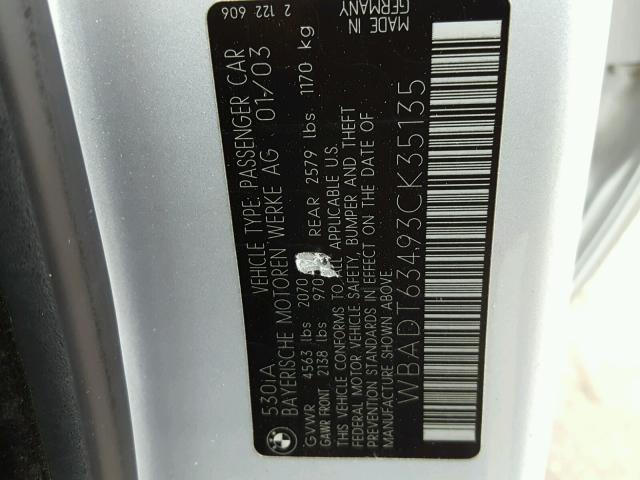 530iA VEHICLE TYPE: PASSENGER CAR
BAYERISCHE MOTOREN WERKE AG 01/03
GVWR 4563 lbs 2070
GAWR FRONT 2138 lbs 970 REAR 2579 lbs 1170 kg
THIS VEHICLE CONFORMS TO ALL APPLICABLE U.S.
FEDERAL MOTOR VEHICLE SAFETY, BUMPER AND THEFT
PREVENTION STANDARDS IN EFFECT ON THE DATE OF
MANUFACTURE SHOWN ABOVE.
WBADT63493CK35135
2 122 606
MADE IN
GERMANY